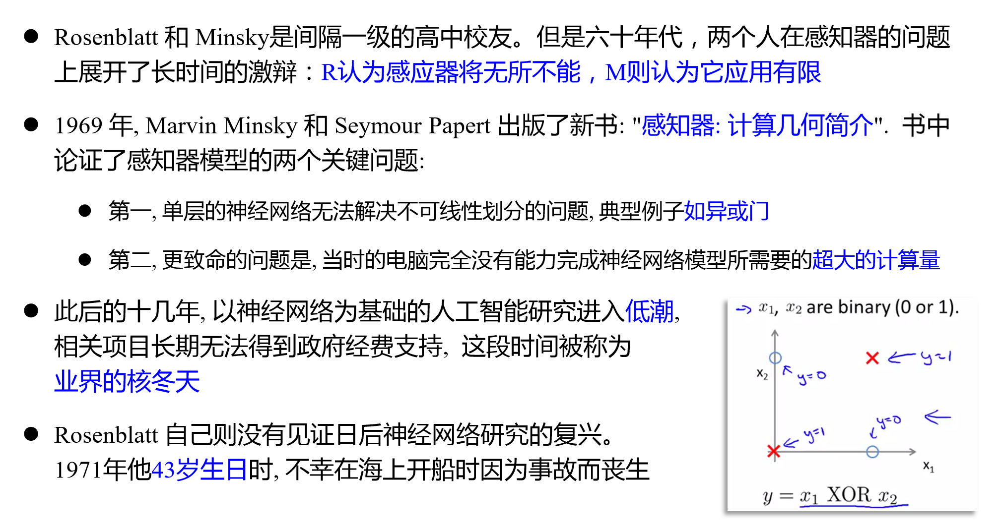 Rosenblatt 和 Minsky是间隔一级的高中校友。但是六十年代，两个人在感知器的问题
上展开了长时间的激辩：R认为感应器将无所不能，M则认为它应用有限
1969 年, Marvin Minsky 和 Seymour Papert 出版了新书: "感知器: 计算几何简介". 书中
论证了感知器模型的两个关键问题:
第一, 单层的神经网络无法解决不可线性划分的问题, 典型例子如异或门
第二, 更致命的问题是, 当时的电脑完全没有能力完成神经网络模型所需要的超大的计算量
此后的十几年, 以神经网络为基础的人工智能研究进入低潮,
相关项目长期无法得到政府经费支持, 这段时间被称为
业界的核冬天
Rosenblatt 自己则没有见证日后神经网络研究的复兴。
1971年他43岁生日时, 不幸在海上开船时因为事故而丧生
x₁, x₂ are binary (0 or 1).
y=1
x₂
y=0
y=0
y=1
x₁
y = x₁ XOR x₂